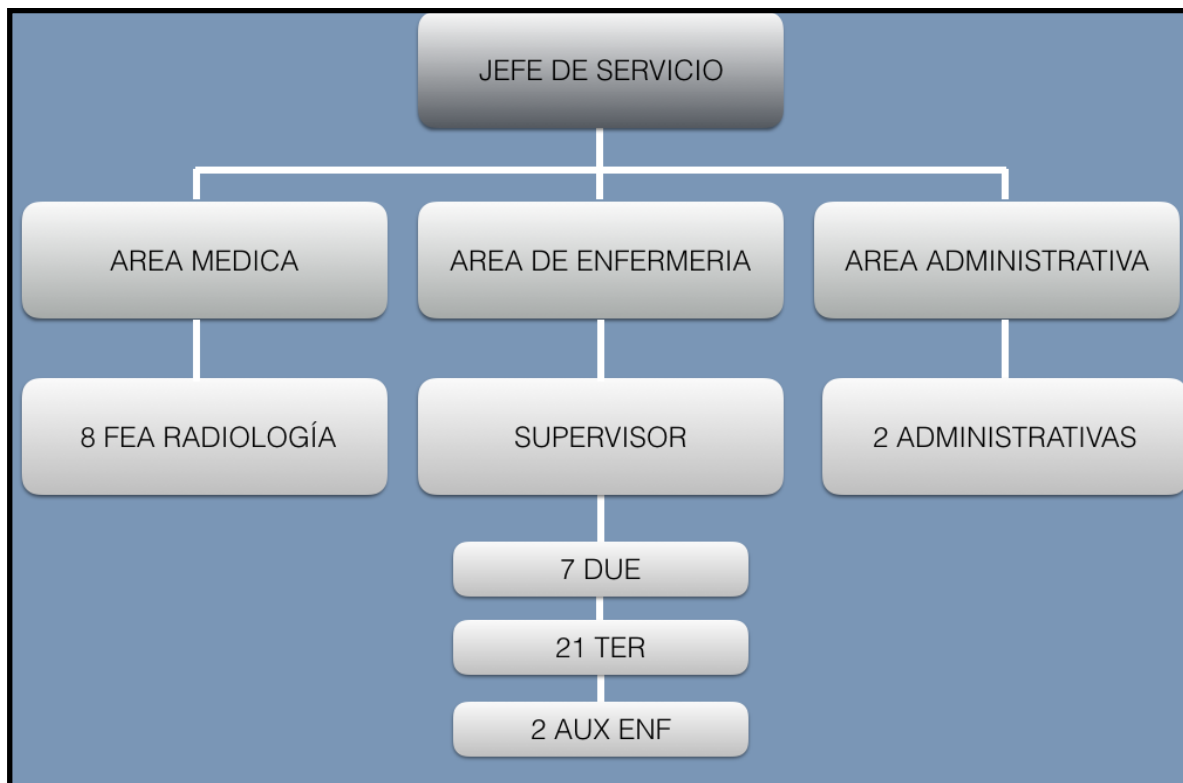 JEFE DE SERVICIO
AREA MEDICA
AREA DE ENFERMERIA
AREA ADMINISTRATIVA
8 FEA RADIOLOGÍA
SUPERVISOR
2 ADMINISTRATIVAS
7 DUE
21 TER
2 AUX ENF